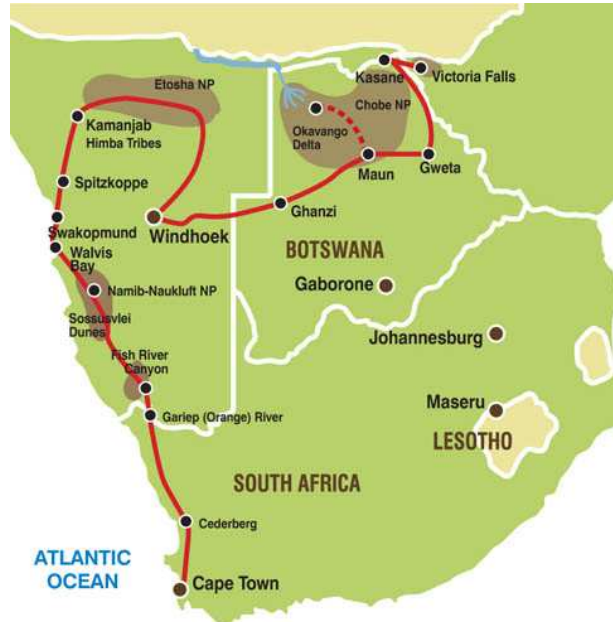 Etosha NP
Kasane
Victoria Falls
Chobe NP
Kamanjab
Himba Tribes
Okavango
Delta
Maun
Gweta
Spitzkoppe
Ghanzi
Swakopmund
Windhoek
Walvis
Bay
BOTSWANA
Gaborone
Namib-Naukluft NP
Sossusvlei
Dunes
Johannesburg
Fish River
Canyon
Maseru
Gariep (Orange) River
LESOTHO
SOUTH AFRICA
Cederberg
ATLANTIC
OCEAN
Cape Town